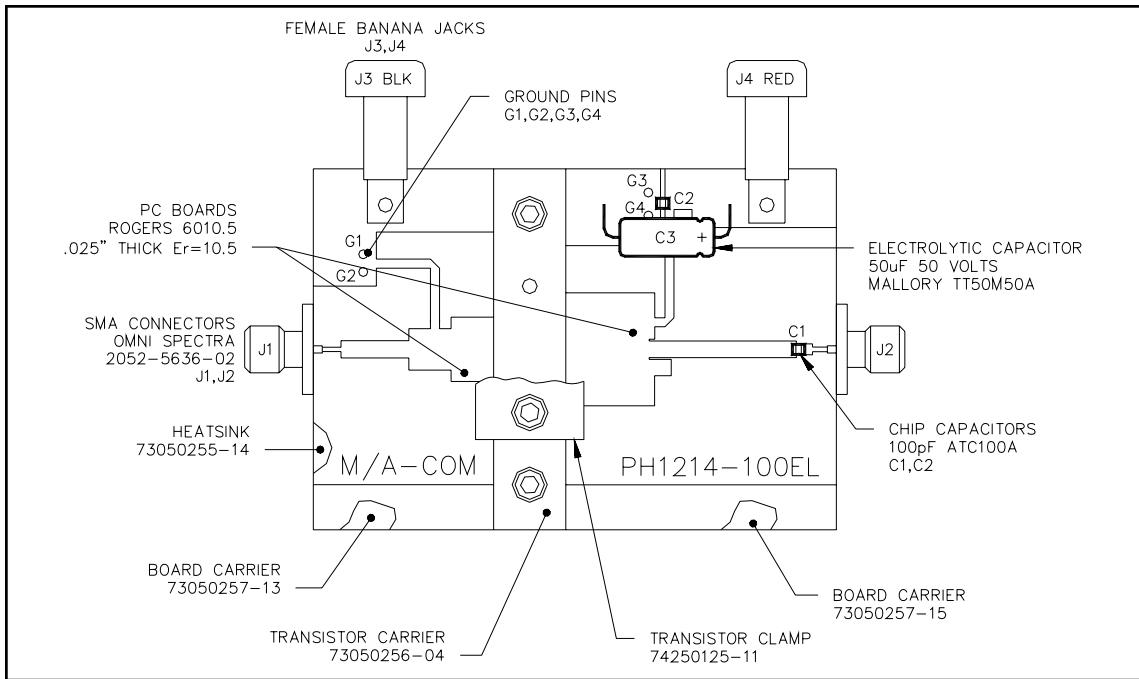 FEMALE BANANA JACKS
J3,J4
J3 BLK
J4 RED
GROUND PINS
G1,G2,G3,G4
PC BOARDS
ROGERS 6010.5
.025" THICK Er=10.5
G1
G2
G3
G4
C2
C3
+
ELECTROLYTIC CAPACITOR
50uF 50 VOLTS
MALLORY TT50M50A
SMA CONNECTORS
OMNI SPECTRA
2052-5636-02
J1,J2
J1
C1
J2
HEATSINK
73050255-14
M/A-COM
PH1214-100EL
CHIP CAPACITORS
100pF ATC100A
C1,C2
BOARD CARRIER
73050257-13
BOARD CARRIER
73050257-15
TRANSISTOR CARRIER
73050256-04
TRANSISTOR CLAMP
74250125-11